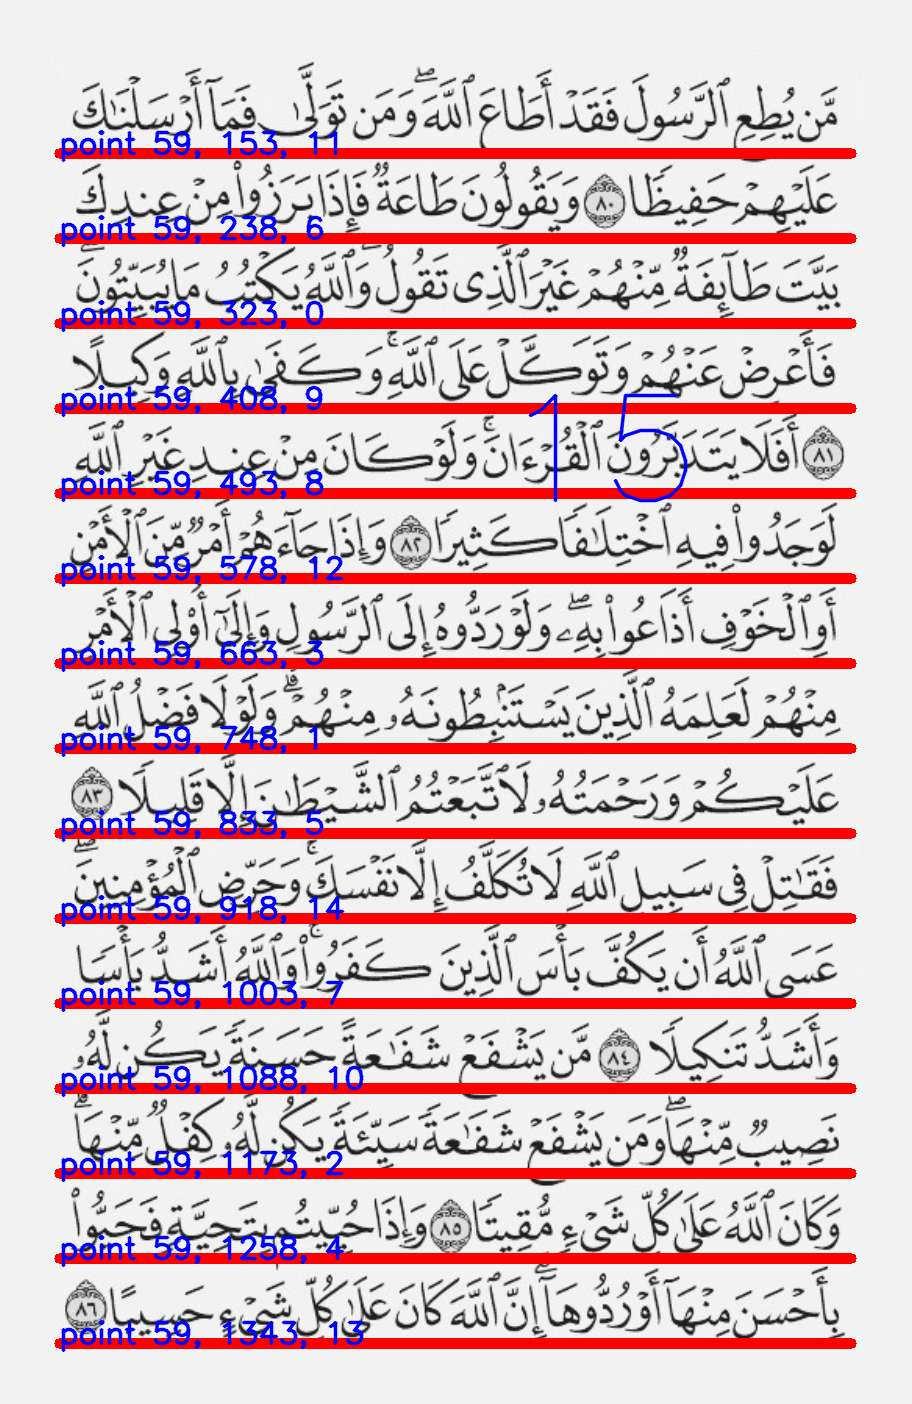 مَّن يُطِعِ ٱلرَّسُولَ فَقَدْ أَطَاعَ ٱللَّهَ ۖ وَمَن تَوَلَّىٰ فَمَآ أَرْسَلْنَٰكَ
point 59, 153, 11
عَلَيْهِمْ حَفِيظًا ٨٠ وَيَقُولُونَ طَاعَةٌ فَإِذَا بَرَزُوا۟ مِنْ عِندِكَ
point 59, 238, 6
بَيَّتَ طَآئِفَةٌ مِّنْهُمْ غَيْرَ ٱلَّذِى تَقُولُ ۖ وَٱللَّهُ يَكْتُبُ مَا يُبَيِّتُونَ ۖ
point 59, 323, 0
فَأَعْرِضْ عَنْهُمْ وَتَوَكَّلْ عَلَى ٱللَّهِ ۚ وَكَفَىٰ بِٱللَّهِ وَكِيلًا
point 59, 408, 9
15
٨١ أَفَلَا يَتَدَبَّرُونَ ٱلْقُرْءَانَ ۚ وَلَوْ كَانَ مِنْ عِندِ غَيْرِ ٱللَّهِ
point 59, 493, 8
لَوَجَدُوا۟ فِيهِ ٱخْتِلَٰفًا كَثِيرًا ٨٢ وَإِذَا جَآءَهُمْ أَمْرٌ مِّنَ ٱلْأَمْنِ
point 59, 578, 12
أَوِ ٱلْخَوْفِ أَذَاعُوا۟ بِهِۦ ۖ وَلَوْ رَدُّوهُ إِلَى ٱلرَّسُولِ وَإِلَىٰٓ أُو۟لِى ٱلْأَمْرِ
point 59, 663, 3
مِنْهُمْ لَعَلِمَهُ ٱلَّذِينَ يَسْتَنۢبِطُونَهُۥ مِنْهُمْ ۗ وَلَوْلَا فَضْلُ ٱللَّهِ
point 59, 748, 1
عَلَيْكُمْ وَرَحْمَتُهُۥ لَٱتَّبَعْتُمُ ٱلشَّيْطَٰنَ إِلَّا قَلِيلًا ٨٣
point 59, 833, 5
فَقَٰتِلْ فِى سَبِيلِ ٱللَّهِ لَا تُكَلَّفُ إِلَّا نَفْسَكَ ۚ وَحَرِّضِ ٱلْمُؤْمِنِينَ ۖ
point 59, 918, 14
عَسَى ٱللَّهُ أَن يَكُفَّ بَأْسَ ٱلَّذِينَ كَفَرُوا۟ ۚ وَٱللَّهُ أَشَدُّ بَأْسًا
point 59, 1003, 7
وَأَشَدُّ تَنكِيلًا ٨٤ مَّن يَشْفَعْ شَفَٰعَةً حَسَنَةً يَكُن لَّهُۥ
point 59, 1088, 10
نَصِيبٌ مِّنْهَا ۖ وَمَن يَشْفَعْ شَفَٰعَةً سَيِّئَةً يَكُن لَّهُۥ كِفْلٌ مِّنْهَا ۗ
point 59, 1173, 2
وَكَانَ ٱللَّهُ عَلَىٰ كُلِّ شَىْءٍ مُّقِيتًا ٨٥ وَإِذَا حُيِّيتُم بِتَحِيَّةٍ فَحَيُّوا۟
point 59, 1258, 4
بِأَحْسَنَ مِنْهَآ أَوْ رُدُّوهَآ ۗ إِنَّ ٱللَّهَ كَانَ عَلَىٰ كُلِّ شَىْءٍ حَسِيبًا ٨٦
point 59, 1343, 13